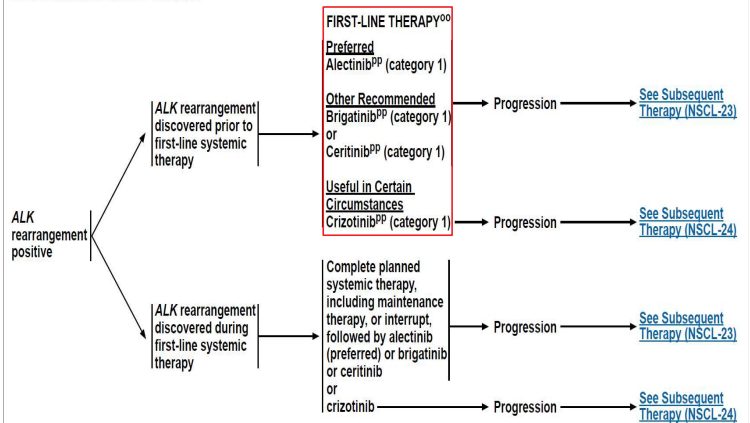 FIRST-LINE THERAPYoo
Preferred
Alectinibpp (category 1)
Other Recommended
Brigatinibpp (category 1)
or
Ceritinibpp (category 1)
Useful in Certain
Circumstances
Crizotinibpp (category 1)
Progression
See Subsequent
Therapy (NSCL-23)
Progression
See Subsequent
Therapy (NSCL-24)
ALK rearrangement
discovered prior to
first-line systemic
therapy
ALK
rearrangement
positive
ALK rearrangement
discovered during
first-line systemic
therapy
Complete planned
systemic therapy,
including maintenance
therapy, or interrupt,
followed by alectinib
(preferred) or brigatinib
or ceritinib
or
crizotinib
Progression
See Subsequent
Therapy (NSCL-23)
Progression
See Subsequent
Therapy (NSCL-24)